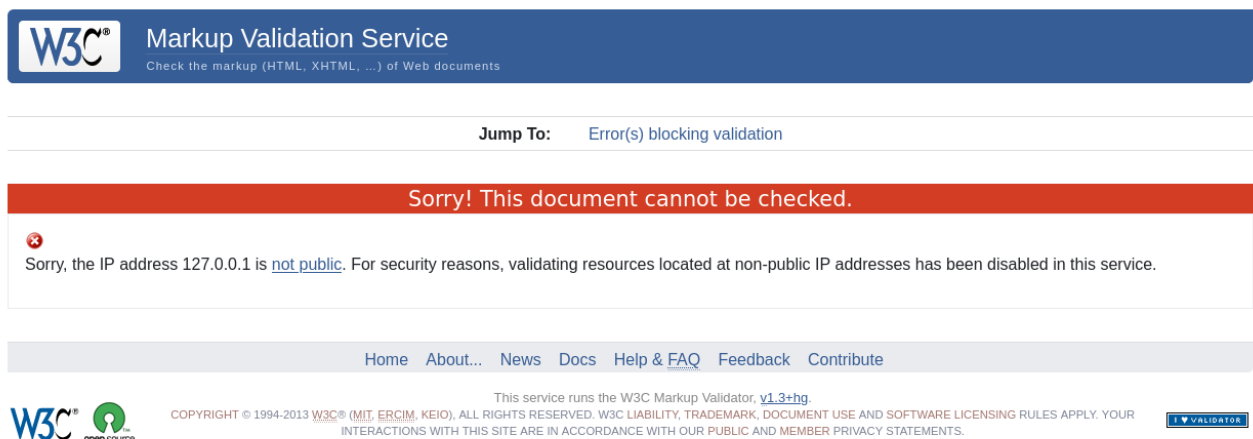 W3C®
Markup Validation Service
Check the markup (HTML, XHTML, …) of Web documents
Jump To: Error(s) blocking validation
Sorry! This document cannot be checked.
Sorry, the IP address 127.0.0.1 is not public. For security reasons, validating resources located at non-public IP addresses has been disabled in this service.
Home About... News Docs Help & FAQ Feedback Contribute
This service runs the W3C Markup Validator, v1.3+hg.
COPYRIGHT © 1994-2013 W3C® (MIT, ERCIM, KEIO), ALL RIGHTS RESERVED. W3C LIABILITY, TRADEMARK, DOCUMENT USE AND SOFTWARE LICENSING RULES APPLY. YOUR
INTERACTIONS WITH THIS SITE ARE IN ACCORDANCE WITH OUR PUBLIC AND MEMBER PRIVACY STATEMENTS.
W3C®
open source
I ♥ VALIDATOR